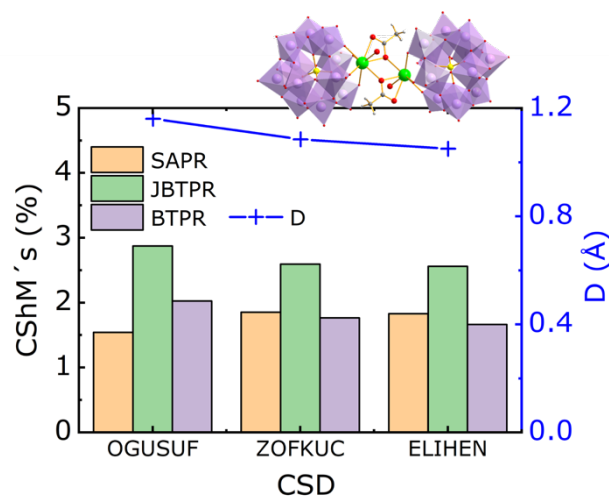 5
4
3
2
1
0
CShM´s (%)
SAPR
JBTPR
BTPR
D
1.2
0.8
0.4
0.0
D (Å)
OGUSUF ZOFKUC ELIHEN
CSD